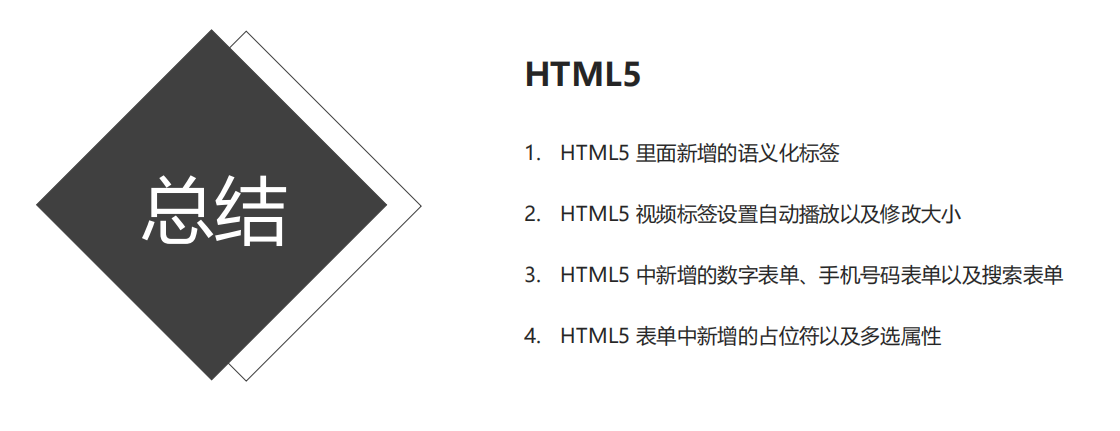 总结
HTML5
1. HTML5 里面新增的语义化标签
2. HTML5 视频标签设置自动播放以及修改大小
3. HTML5 中新增的数字表单、手机号码表单以及搜索表单
4. HTML5 表单中新增的占位符以及多选属性